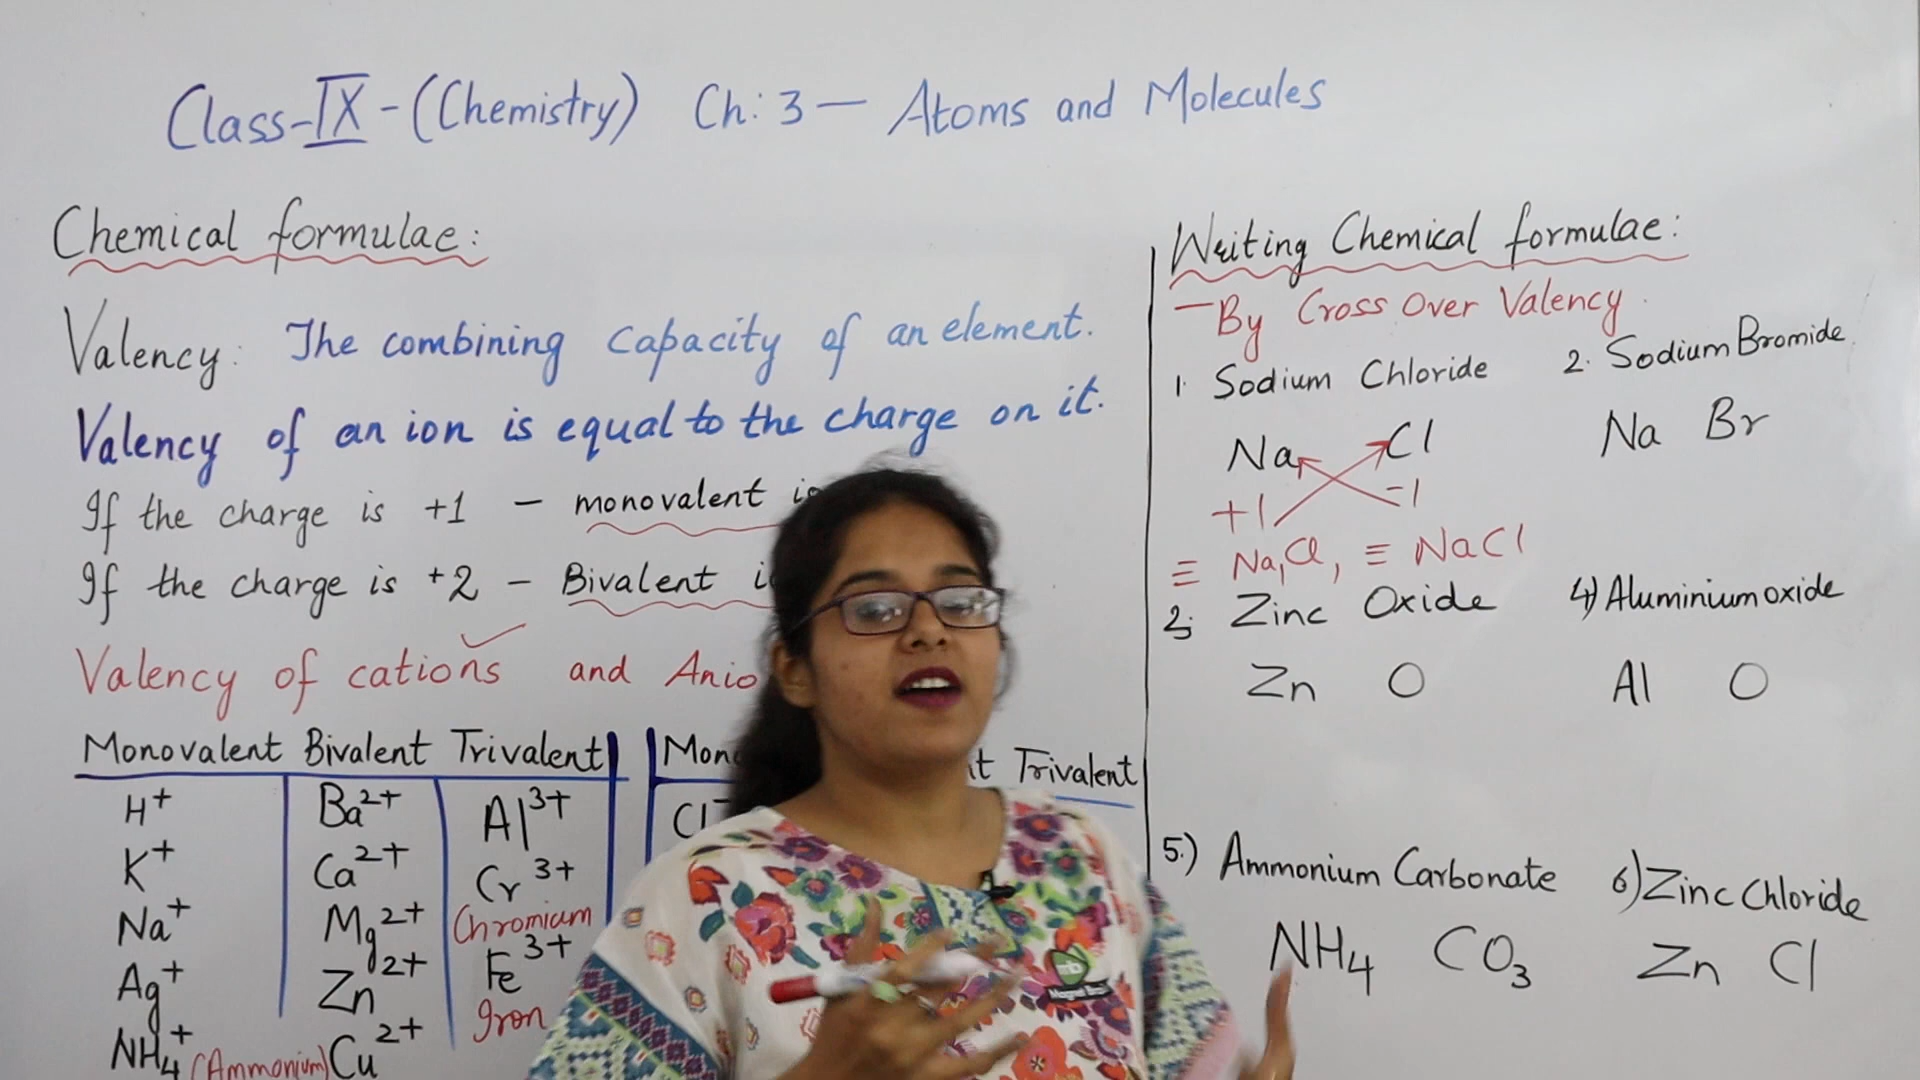 Class-IX-(Chemistry) Ch: 3 — Atoms and Molecules
Chemical formulae:
Valency: The combining capacity of an element.
Valency of an ion is equal to the charge on it.
If the charge is +1 – monovalent
If the charge is +2 – Bivalent
Valency of cations ✓ and
Monovalent Bivalent Trivalent
H+ Ba2+ Al3+
K+ Ca2+ Cr3+
Chromium
Na+ Mg2+ Fe3+
Iron
Ag+ Zn2+
NH4+ (Ammonium) Cu2+
Trivalent
Cl-
Writing Chemical formulae:
– By Cross Over Valency.
1. Sodium Chloride 2. Sodium Bromide
Na Cl Na Br
+1 -1
≡ Na1Cl1 ≡ NaCl
3. Zinc Oxide 4) Aluminium oxide
Zn O Al O
5.) Ammonium Carbonate 6) Zinc Chloride
NH4 CO3 Zn Cl